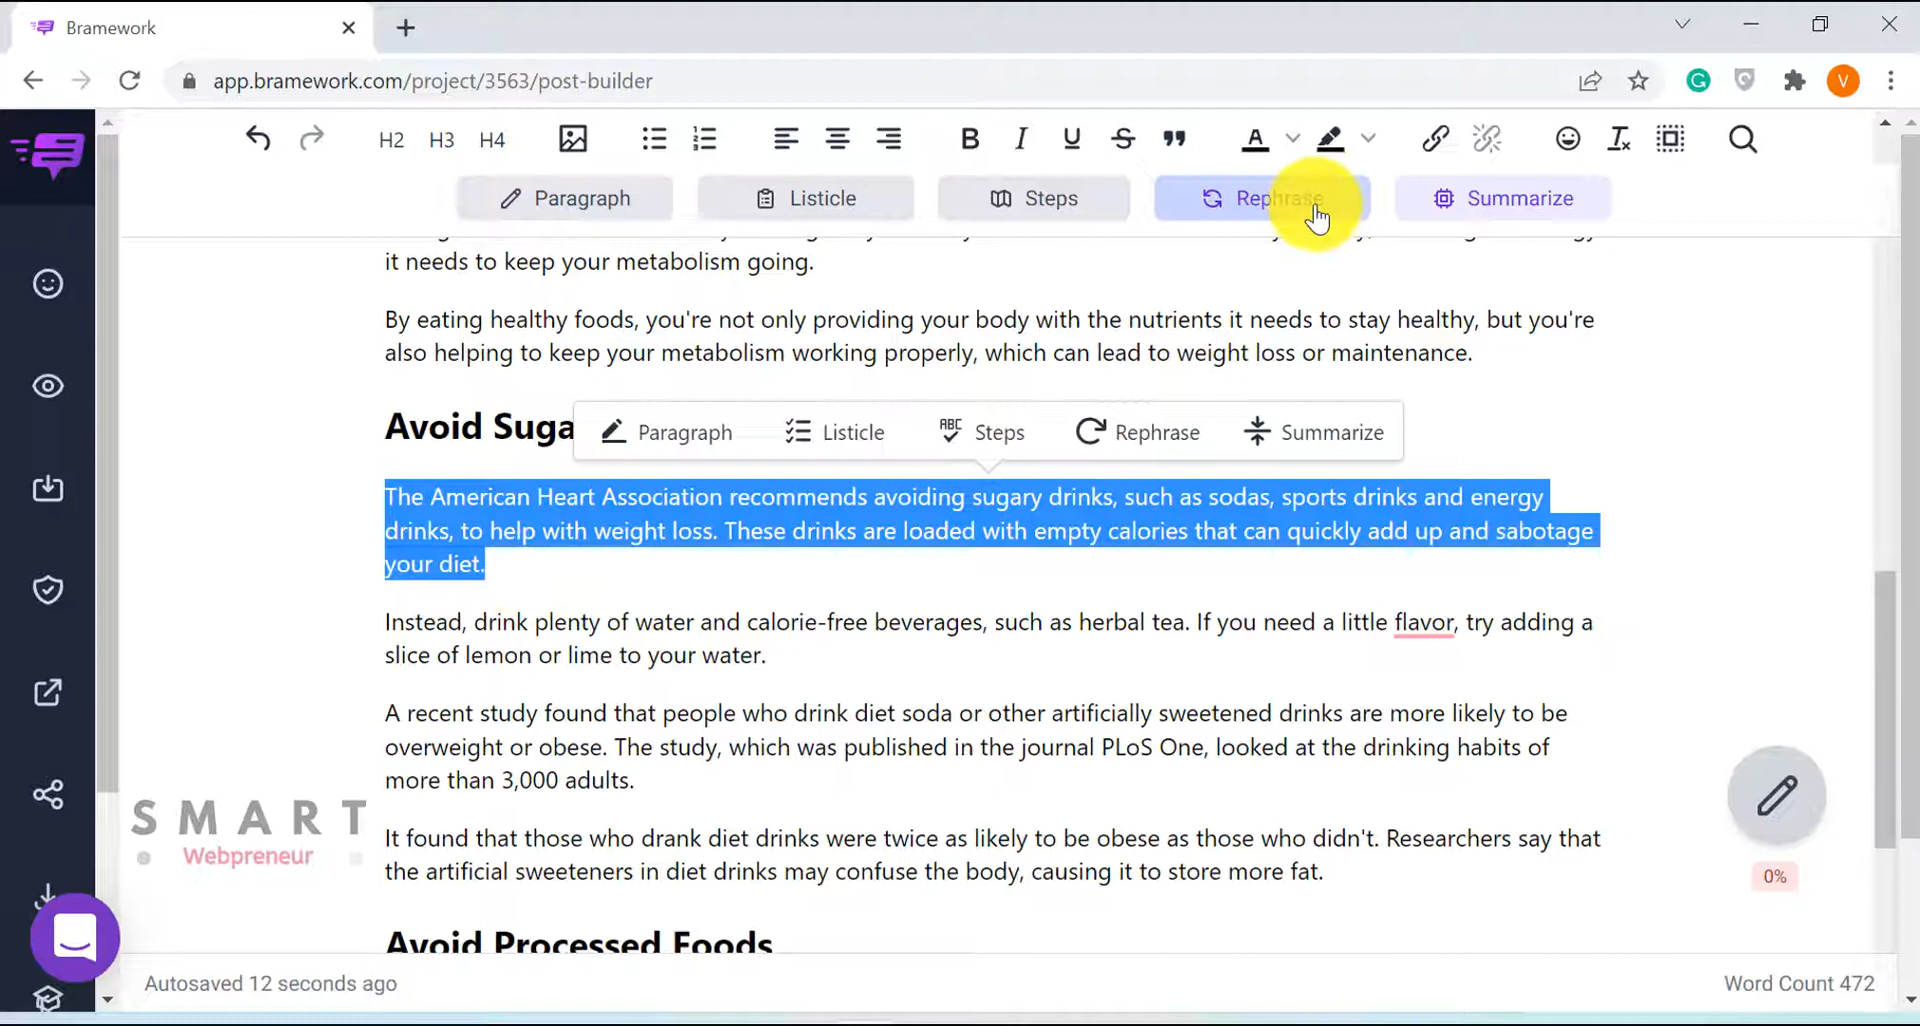 Bramework
app.bramework.com/project/3563/post-builder
V
H2 H3 H4 B I U S A
Paragraph Listicle Steps Rephrase Summarize
it needs to keep your metabolism going.
By eating healthy foods, you're not only providing your body with the nutrients it needs to stay healthy, but you're
also helping to keep your metabolism working properly, which can lead to weight loss or maintenance.
Avoid Suga
Paragraph Listicle ABC Steps Rephrase Summarize
The American Heart Association recommends avoiding sugary drinks, such as sodas, sports drinks and energy
drinks, to help with weight loss. These drinks are loaded with empty calories that can quickly add up and sabotage
your diet.
Instead, drink plenty of water and calorie-free beverages, such as herbal tea. If you need a little flavor, try adding a
slice of lemon or lime to your water.
A recent study found that people who drink diet soda or other artificially sweetened drinks are more likely to be
overweight or obese. The study, which was published in the journal PLoS One, looked at the drinking habits of
more than 3,000 adults.
It found that those who drank diet drinks were twice as likely to be obese as those who didn't. Researchers say that
the artificial sweeteners in diet drinks may confuse the body, causing it to store more fat.
SMART
Webpreneur
0%
Avoid Processed Foods
Autosaved 12 seconds ago
Word Count 472